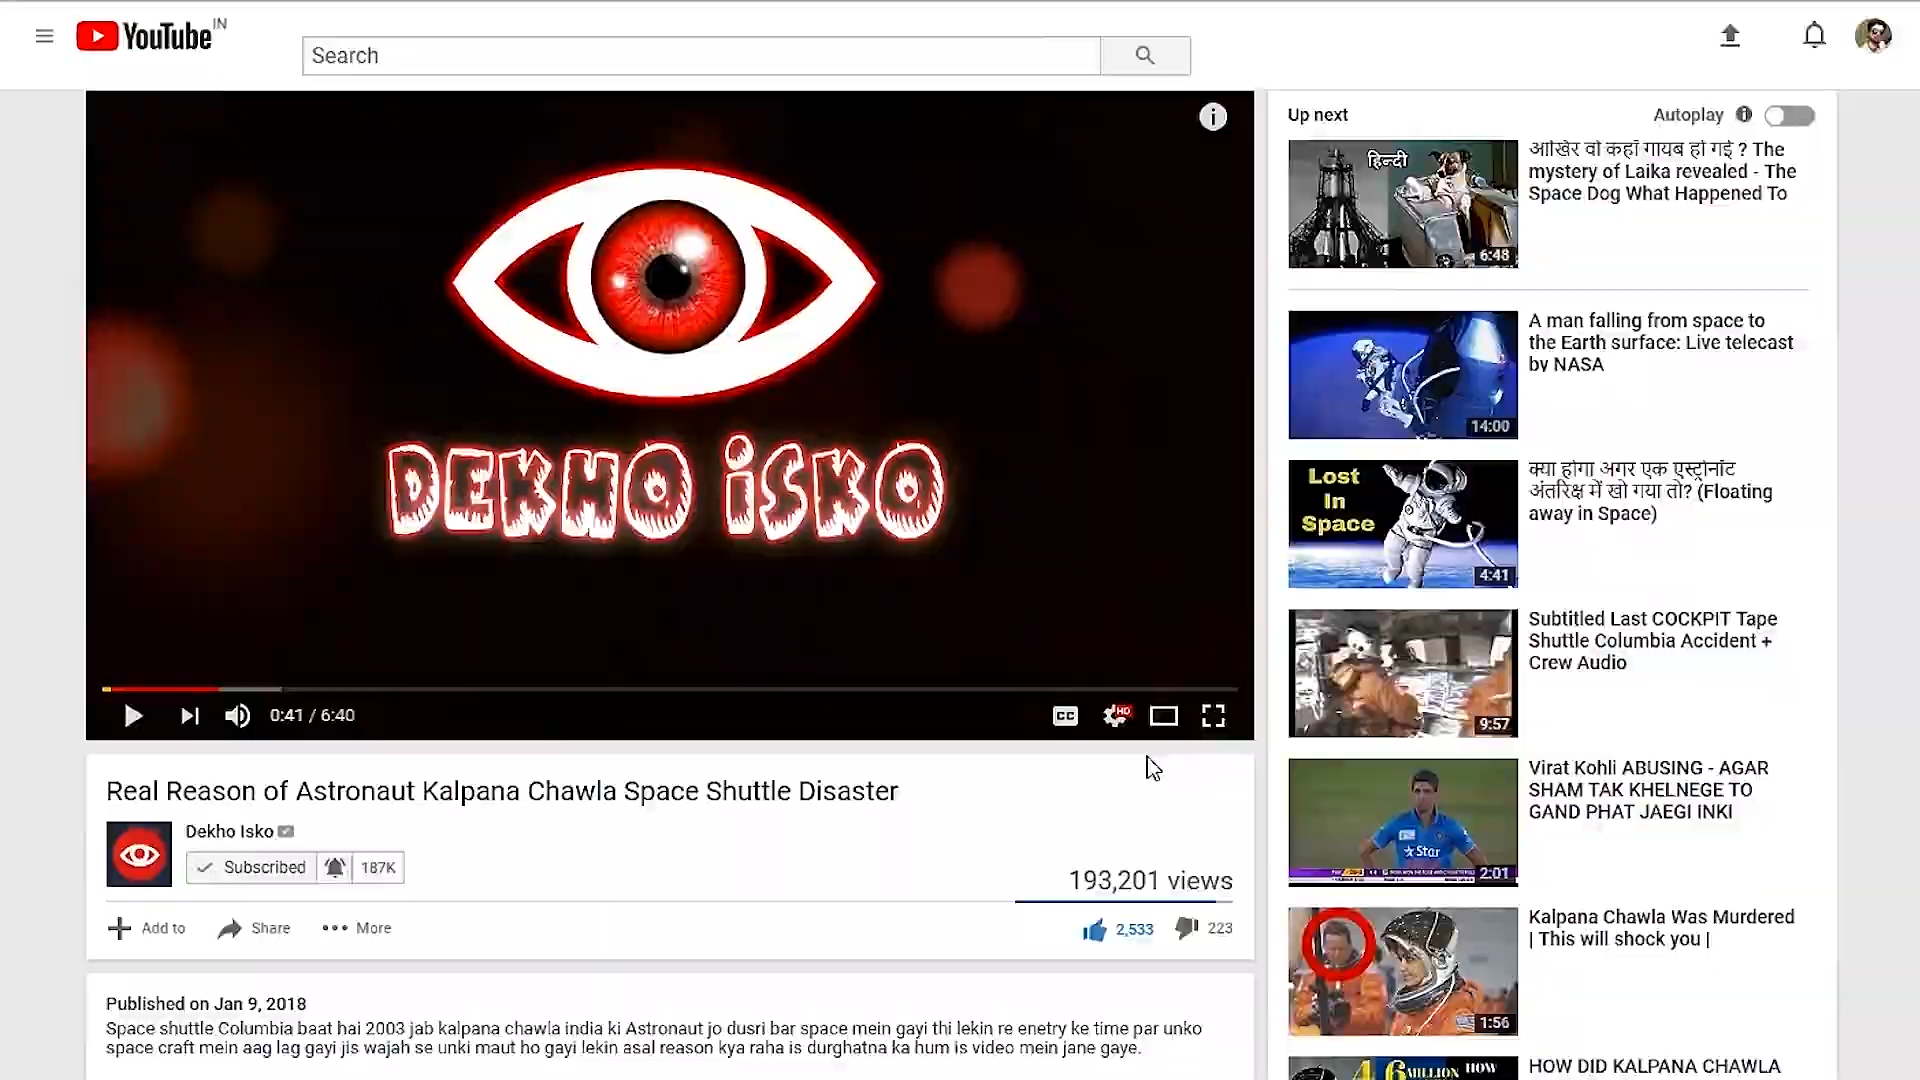 YouTube IN
Search
DEKHO iSKO
0:41 / 6:40
CC
HD
Real Reason of Astronaut Kalpana Chawla Space Shuttle Disaster
Dekho Isko
Subscribed 187K
193,201 views
Add to Share More
2,533 223
Published on Jan 9, 2018
Space shuttle Columbia baat hai 2003 jab kalpana chawla india ki Astronaut jo dusri bar space mein gayi thi lekin re enetry ke time par unko
space craft mein aag lag gayi jis wajah se unki maut ho gayi lekin asal reason kya raha is durghatna ka hum is video mein jane gaye.
Up next Autoplay
हिन्दी
6:48
आखिर वो कहाँ गायब हो गई ? The
mystery of Laika revealed - The
Space Dog What Happened To
14:00
A man falling from space to
the Earth surface: Live telecast
by NASA
Lost
In
Space
4:41
क्या होगा अगर एक एस्ट्रोनॉट
अंतरिक्ष में खो गया तो? (Floating
away in Space)
9:57
Subtitled Last COCKPIT Tape
Shuttle Columbia Accident +
Crew Audio
Star
2:01
Virat Kohli ABUSING - AGAR
SHAM TAK KHELNEGE TO
GAND PHAT JAEGI INKI
1:56
Kalpana Chawla Was Murdered
| This will shock you |
4.6 MILLION HOW
HOW DID KALPANA CHAWLA